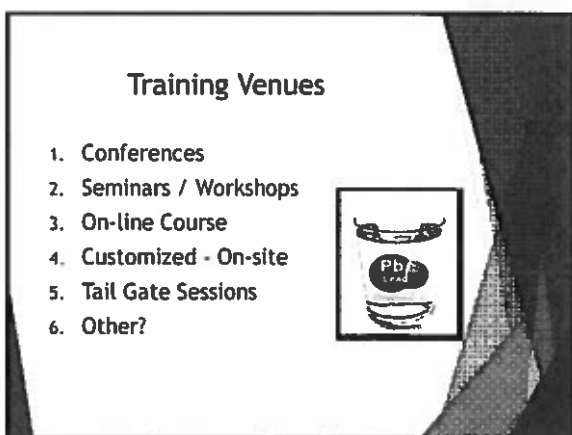 Training Venues
1. Conferences
2. Seminars / Workshops
3. On-line Course
4. Customized - On-site
5. Tail Gate Sessions
6. Other?
Pb
Lead